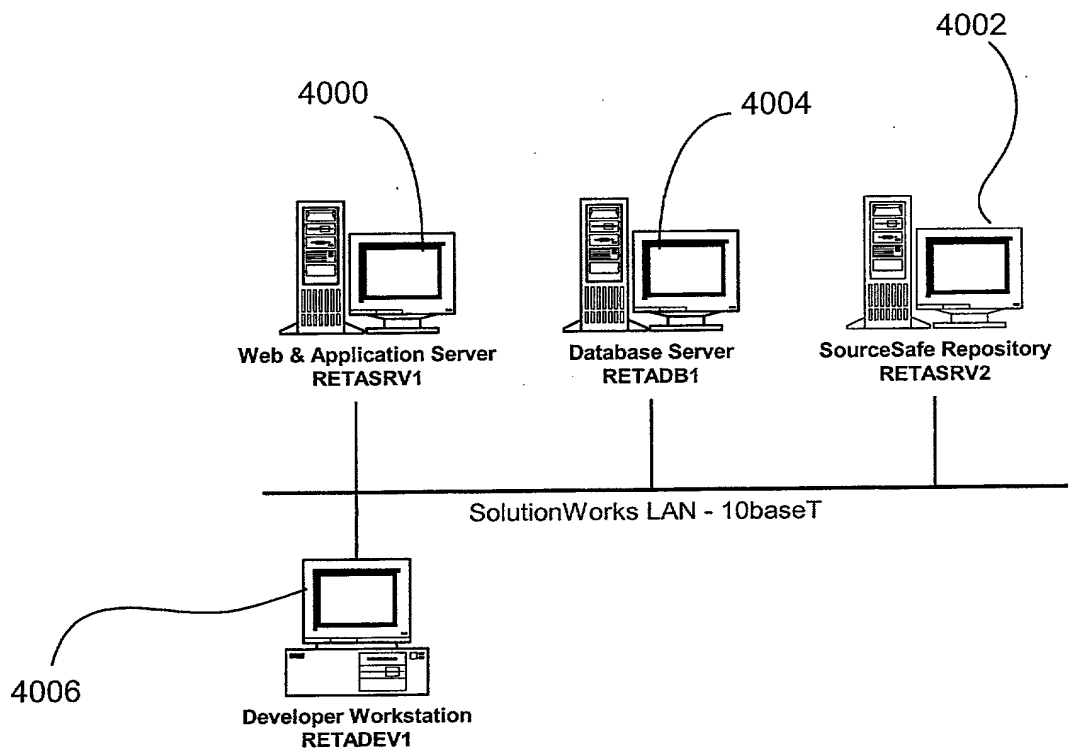 4002
4000
4004
Web & Application Server
RETASRV1
Database Server
RETADB1
SourceSafe Repository
RETASRV2
SolutionWorks LAN - 10baseT
4006
Developer Workstation
RETADEV1